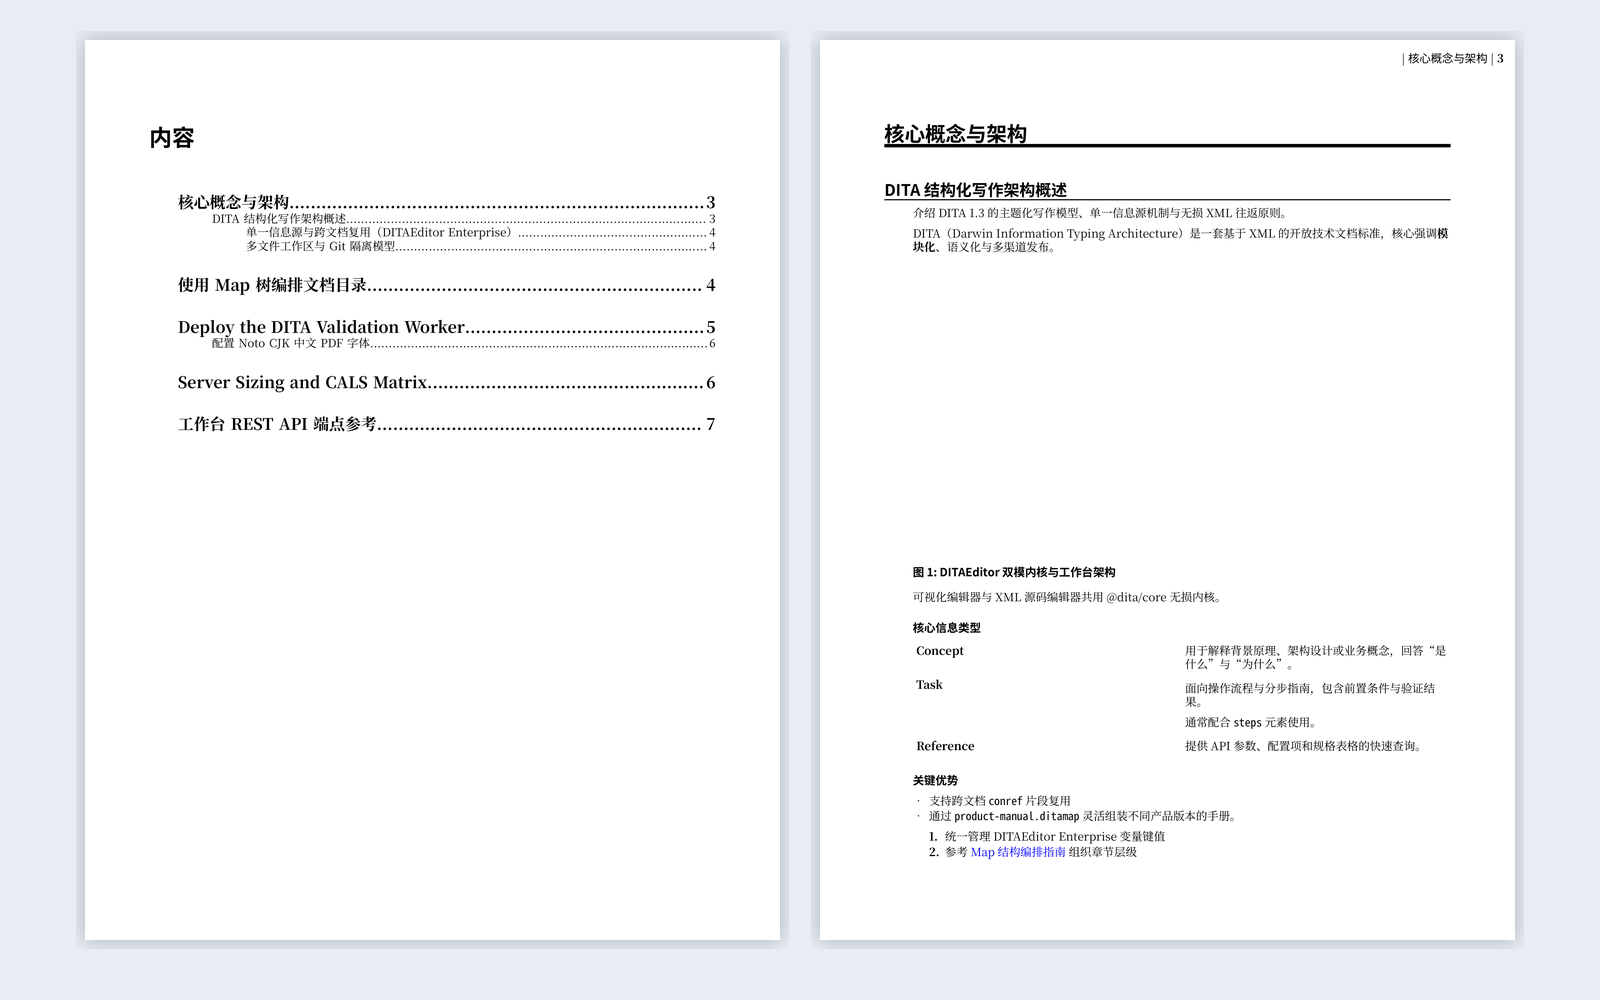 内容
核心概念与架构........................................3
DITA 结构化写作架构概述........................................3
单一信息源与跨文档复用（DITAEditor Enterprise）........................................4
多文件工作区与 Git 隔离模型........................................4
使用 Map 树编排文档目录........................................4
Deploy the DITA Validation Worker........................................5
配置 Noto CJK 中文 PDF 字体........................................6
Server Sizing and CALS Matrix........................................6
工作台 REST API 端点参考........................................7
| 核心概念与架构 | 3
核心概念与架构
DITA 结构化写作架构概述
介绍 DITA 1.3 的主题化写作模型、单一信息源机制与无损 XML 往返原则。
DITA（Darwin Information Typing Architecture）是一套基于 XML 的开放技术文档标准，核心强调模
块化、语义化与多渠道发布。
图 1: DITAEditor 双模内核与工作台架构
可视化编辑器与 XML 源码编辑器共用 @dita/core 无损内核。
核心信息类型
Concept
用于解释背景原理、架构设计或业务概念，回答“是
什么”与“为什么”。
Task
面向操作流程与分步指南，包含前置条件与验证结
果。
通常配合 steps 元素使用。
Reference
提供 API 参数、配置项和规格表格的快速查询。
关键优势
· 支持跨文档 conref 片段复用
· 通过 product-manual.ditamap 灵活组装不同产品版本的手册。
1. 统一管理 DITAEditor Enterprise 变量键值
2. 参考 Map 结构编排指南 组织章节层级